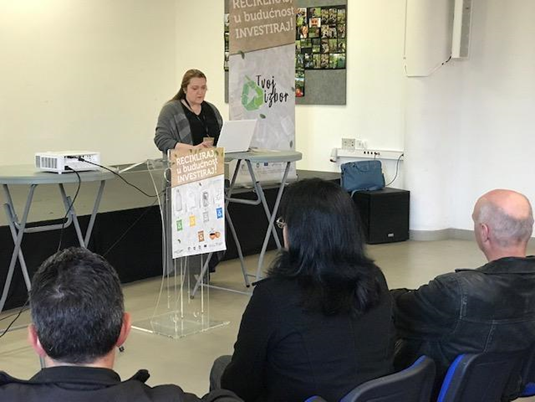 RECIKLIRAJ,
u budućnost
INVESTIRAJ!
Tvoj
izbor
RECIKLIRAJ,
u budućnost
INVESTIRAJ!